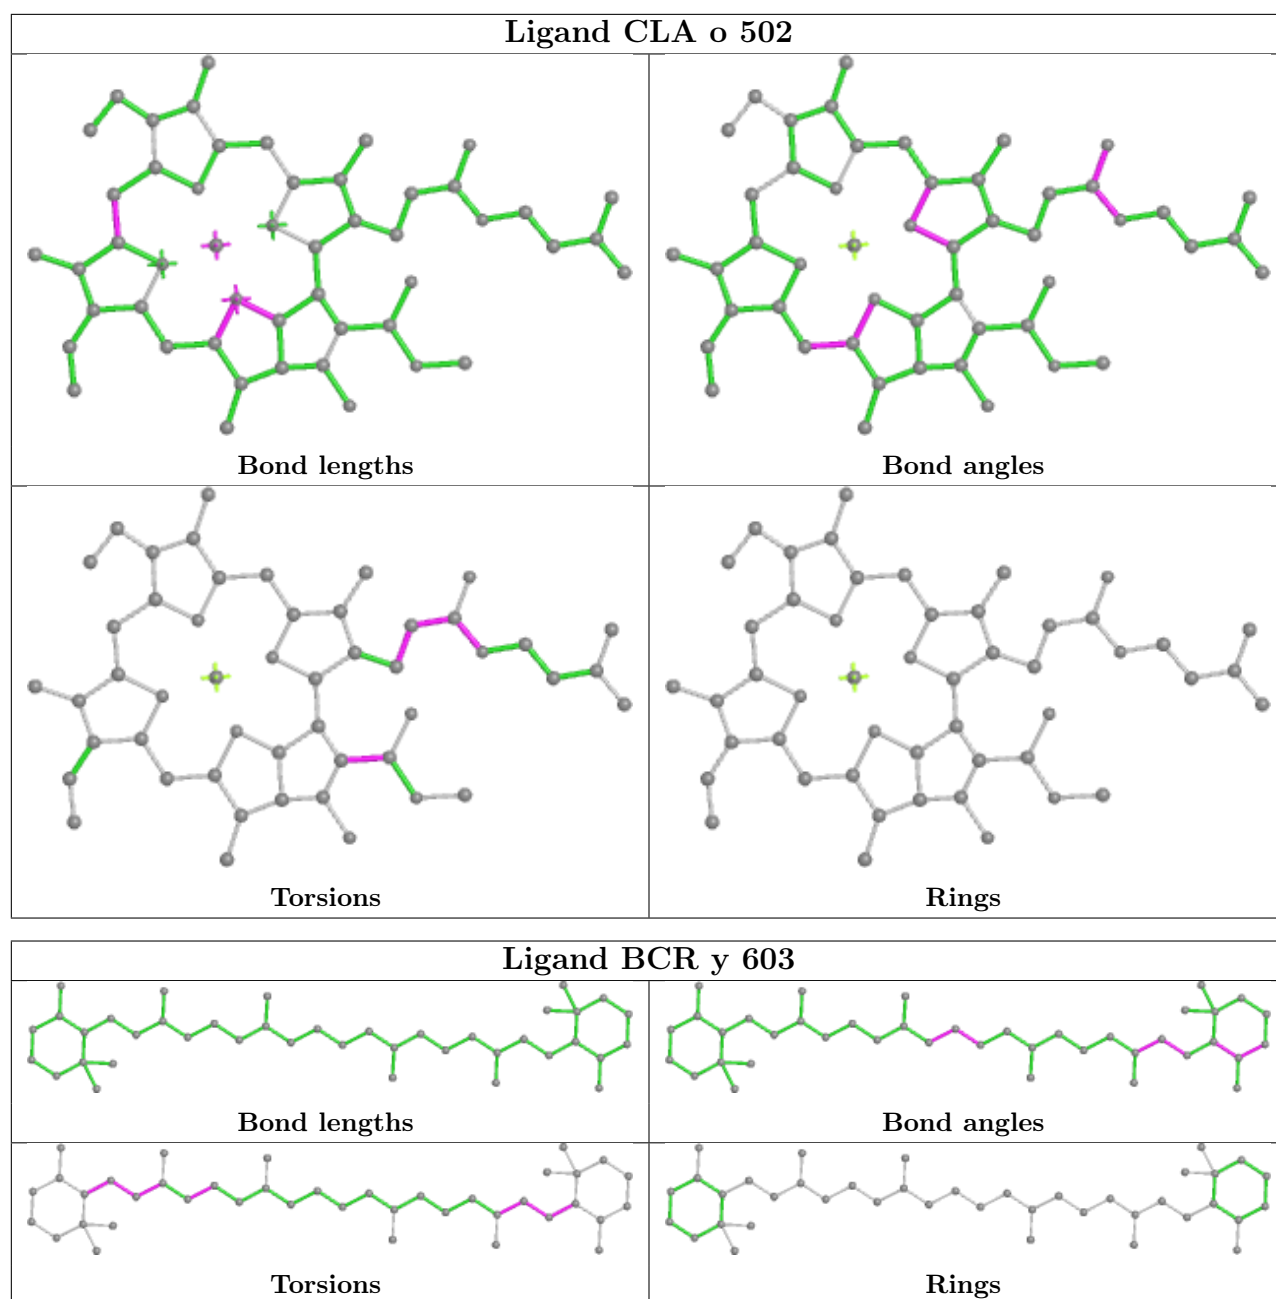 Ligand CLA o 502
Bond lengths
Bond angles
Torsions
Rings
Ligand BCR y 603
Bond lengths
Bond angles
Torsions
Rings